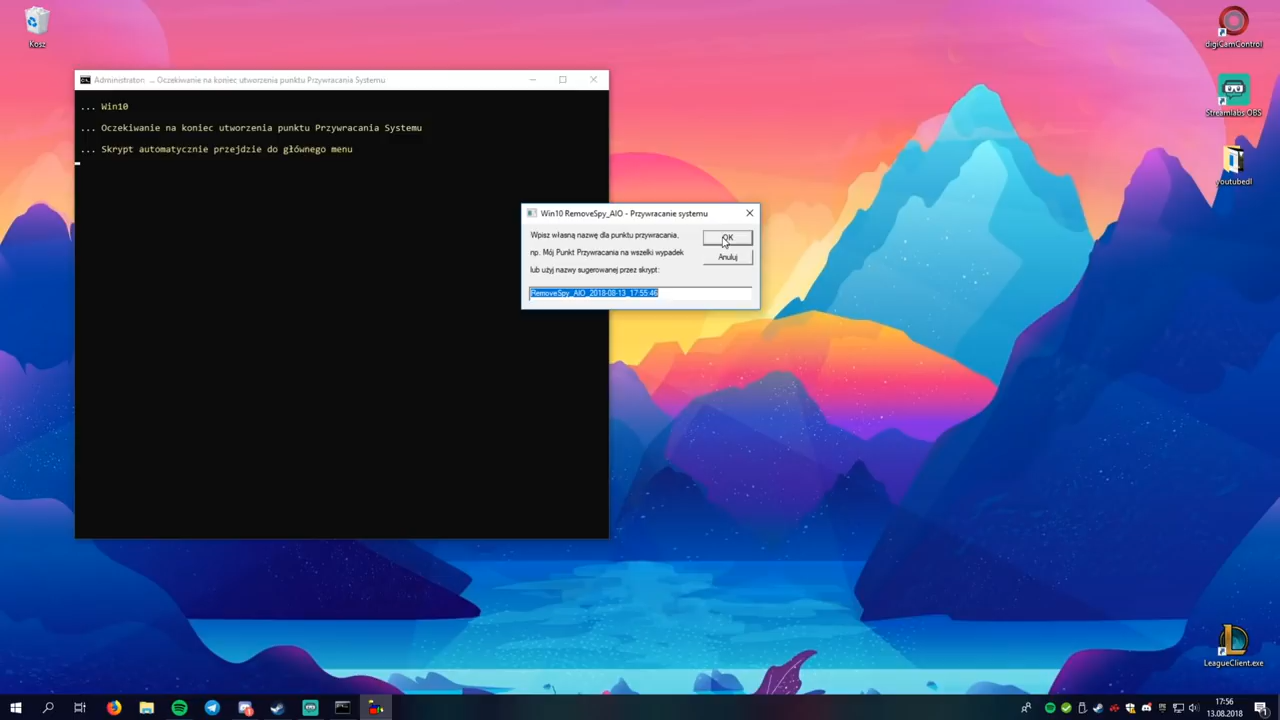 Kosz
digiCamControl
Streamlabs OBS
youtubedl
Administrator: ... Oczekiwanie na koniec utworzenia punktu Przywracania Systemu
... Win10
... Oczekiwanie na koniec utworzenia punktu Przywracania Systemu
... Skrypt automatycznie przejdzie do głównego menu
Win10 RemoveSpy_AIO - Przywracanie systemu
Wpisz własną nazwę dla punktu przywracania,
np. Mój Punkt Przywracania na wszelki wypadek
lub użyj nazwy sugerowanej przez skrypt:
OK
Anuluj
RemoveSpy_AIO_2018-08-13_17:55:46
LeagueClient.exe
17:56
13.08.2018